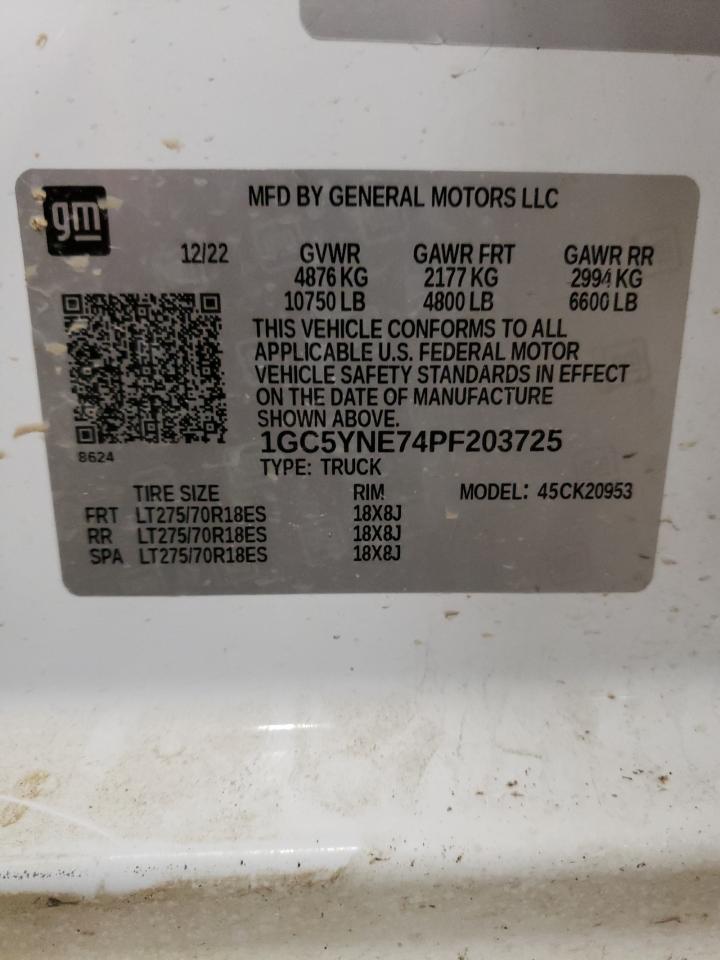 gm
MFD BY GENERAL MOTORS LLC
12/22 GVWR GAWR FRT GAWR RR
4876 KG 2177 KG 2994 KG
10750 LB 4800 LB 6600 LB
THIS VEHICLE CONFORMS TO ALL
APPLICABLE U.S. FEDERAL MOTOR
VEHICLE SAFETY STANDARDS IN EFFECT
ON THE DATE OF MANUFACTURE
SHOWN ABOVE.
8624
1GC5YNE74PF203725
TYPE: TRUCK
TIRE SIZE RIM MODEL: 45CK20953
FRT LT275/70R18ES 18X8J
RR LT275/70R18ES 18X8J
SPA LT275/70R18ES 18X8J